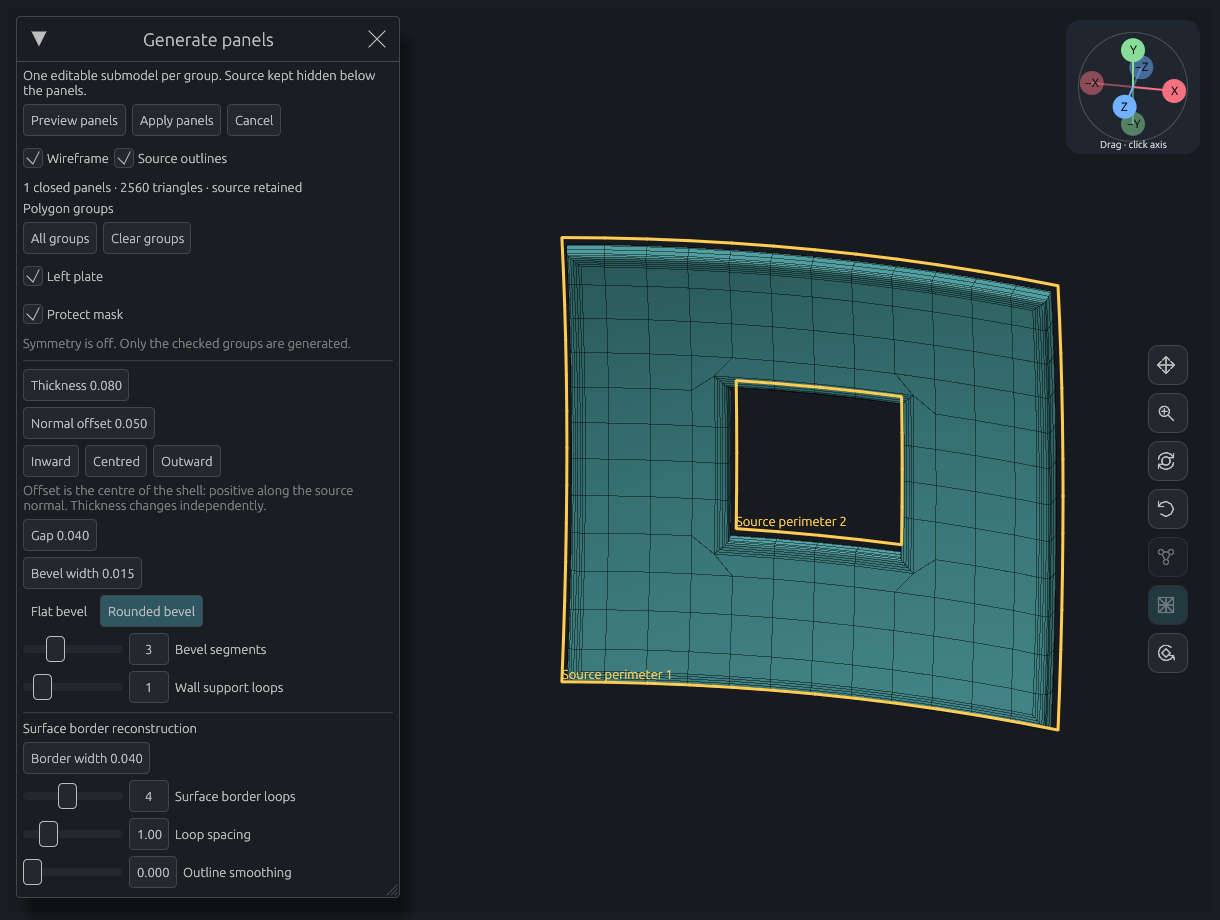 Generate panels
One editable submodel per group. Source kept hidden below
the panels.
Preview panels
Apply panels
Cancel
Wireframe
Source outlines
1 closed panels · 2560 triangles · source retained
Polygon groups
All groups
Clear groups
Left plate
Protect mask
Symmetry is off. Only the checked groups are generated.
Thickness 0.080
Normal offset 0.050
Inward
Centred
Outward
Offset is the centre of the shell: positive along the source
normal. Thickness changes independently.
Gap 0.040
Bevel width 0.015
Flat bevel
Rounded bevel
3 Bevel segments
1 Wall support loops
Surface border reconstruction
Border width 0.040
4 Surface border loops
1.00 Loop spacing
0.000 Outline smoothing
Source perimeter 2
Source perimeter 1
Y
-Z
-X
X
Z
-Y
Drag · click axis